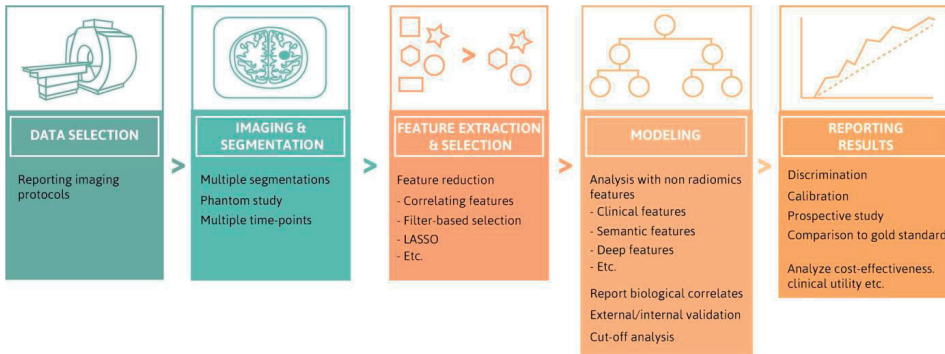 DATA SELECTION
Reporting imaging
protocols
>
IMAGING &
SEGMENTATION
Multiple segmentations
Phantom study
Multiple time-points
>
>
FEATURE EXTRACTION
& SELECTION
Feature reduction
- Correlating features
- Filter-based selection
- LASSO
- Etc.
>
MODELING
Analysis with non radiomics
features
- Clinical features
- Semantic features
- Deep features
- Etc.
Report biological correlates
External/internal validation
Cut-off analysis
>
REPORTING
RESULTS
Discrimination
Calibration
Prospective study
Comparison to gold standard
Analyze cost-effectiveness.
clinical utility etc.